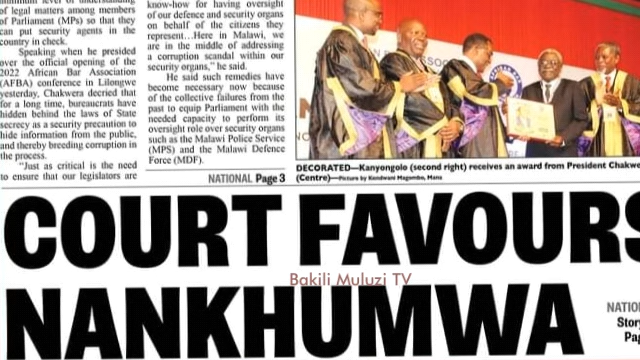 minimum level of understanding
of legal matters among members
of Parliament (MPs) so that they
can put security agents in the
country in check.
Speaking when he presided
over the official opening of the
2022 African Bar Association
(AFBA) conference in Lilongwe
yesterday, Chakwera decried that
for a long time, bureaucrats have
hidden behind the laws of State
secrecy as security precaution to
hide information from the public,
and thereby breeding corruption in
the process.
"Just as critical is the need
to ensure that our legislators are
know-how for having oversight
of our defence and security organs
on behalf of the citizens they
represent...Here in Malawi, we
are in the middle of addressing
a corruption scandal within our
security organs," he said.
He said such remedies have
become necessary now because
of the collective failures from the
past to equip Parliament with the
needed capacity to perform its
oversight role over security organs
such as the Malawi Police Service
(MPS) and the Malawi Defence
Force (MDF).
NATIONAL Page 3
DECORATED—Kanyongolo (second right) receives an award from President Chakwe
(Centre)—Picture by Kondwani Magombo, Mana
COURT FAVOURS
NANKHUMWA
Bakili Muluzi TV
NATIO
Stor
Pa